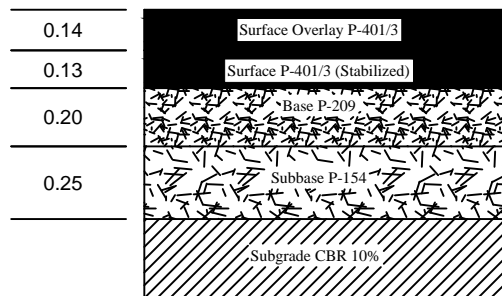 0.14
Surface Overlay P-401/3
0.13
Surface P-401/3 (Stabilized)
0.20
Base P-209
0.25
Subbase P-154
Subgrade CBR 10%